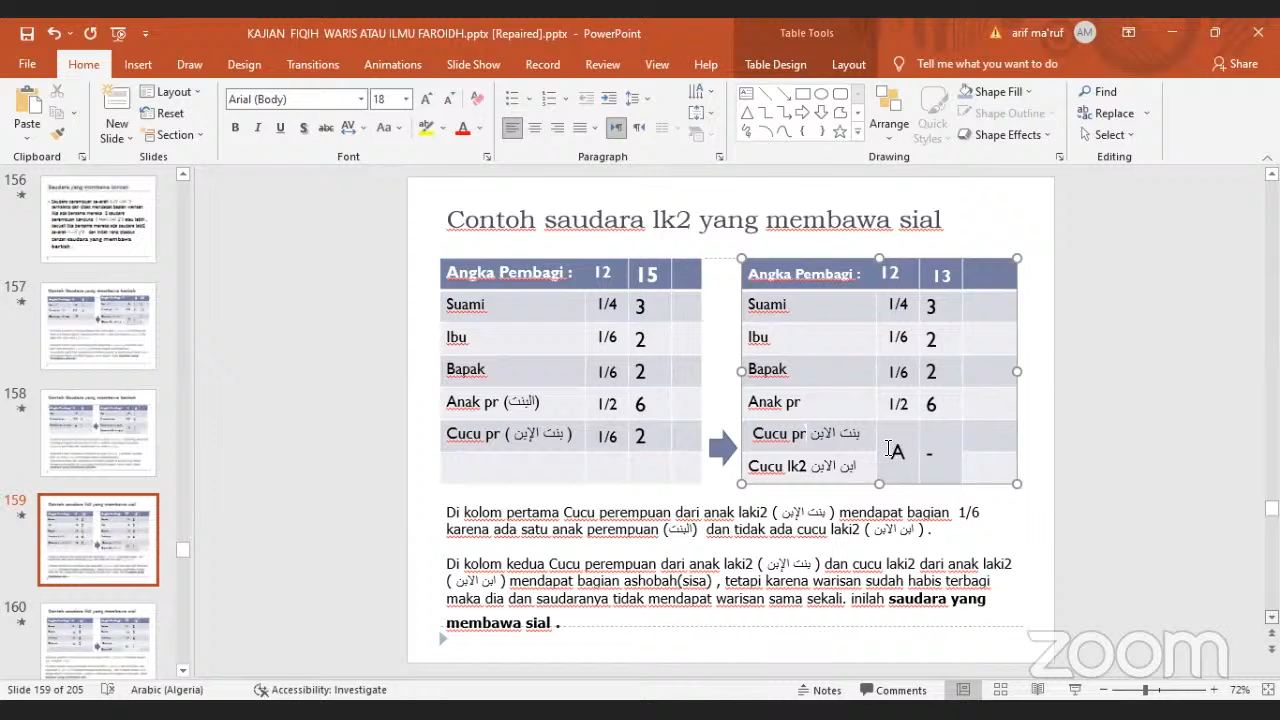 KAJIAN FIQIH WARIS ATAU ILMU FAROIDH.pptx [Repaired].pptx - PowerPoint
Table Tools
arif ma'ruf
AM
File Home Insert Draw Design Transitions Animations Slide Show Record Review View Help Table Design Layout Tell me what you want to do Share
Paste
Clipboard
New Slide
Layout
Reset
Section
Slides
Arial (Body) 18
Font
Paragraph
Arrange
Quick Styles
Shape Fill
Shape Outline
Shape Effects
Drawing
Find
Replace
Select
Editing
156
157
158
159
160
Contoh saudara lk2 yang membawa sial
Angka Pembagi : 12 15
Suami 1/4 3
Ibu 1/6 2
Bapak 1/6 2
Anak pr (البنت) 1/2 6
Cucu 1/6 2
Angka Pembagi : 12 13
Suami 1/4 3
Ibu 1/6 2
Bapak 1/6 2
Anak pr 1/2 6
Cucu pr بنت الابن
A
Cucu lk2 ابن الابن
Di kolom pertama Cucu perempuan dari anak laki2 (بنت الابن) mendapat bagian 1/6
karena ada satu anak perempuan (البنت) dan tidak ada cucu laki2 ( ابن الابن )
Di kolom kedua Cucu perempuan dari anak laki2 cucu laki2 dari anak laki2
( ابن الابن ) mendapat bagian ashobah(sisa) , tetapi karena warisan sudah habis terbagi
maka dia dan saudaranya tidak mendapat warisan sama sekali, inilah saudara yang
membawa sial .
zoom
Slide 159 of 205 Arabic (Algeria) Accessibility: Investigate Notes Comments 72%